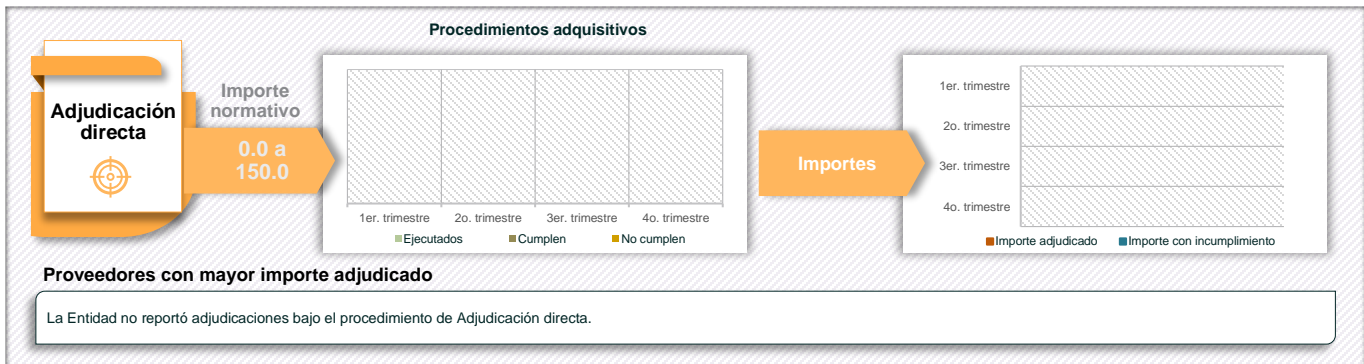 Procedimientos adquisitivos
Adjudicación
directa
Importe
normativo
0.0 a
150.0
1er. trimestre
2o. trimestre
3er. trimestre
4o. trimestre
Ejecutados
Cumplen
No cumplen
Importes
1er. trimestre
2o. trimestre
3er. trimestre
4o. trimestre
Importe adjudicado
Importe con incumplimiento
Proveedores con mayor importe adjudicado
La Entidad no reportó adjudicaciones bajo el procedimiento de Adjudicación directa.